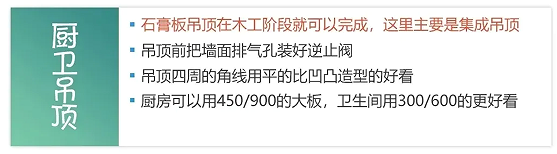 厨卫吊顶
石膏板吊顶在木工阶段就可以完成，这里主要是集成吊顶
吊顶前把墙面排气孔装好逆止阀
吊顶四周的角线用平的比凹凸造型的好看
厨房可以用450/900的大板，卫生间用300/600的更好看